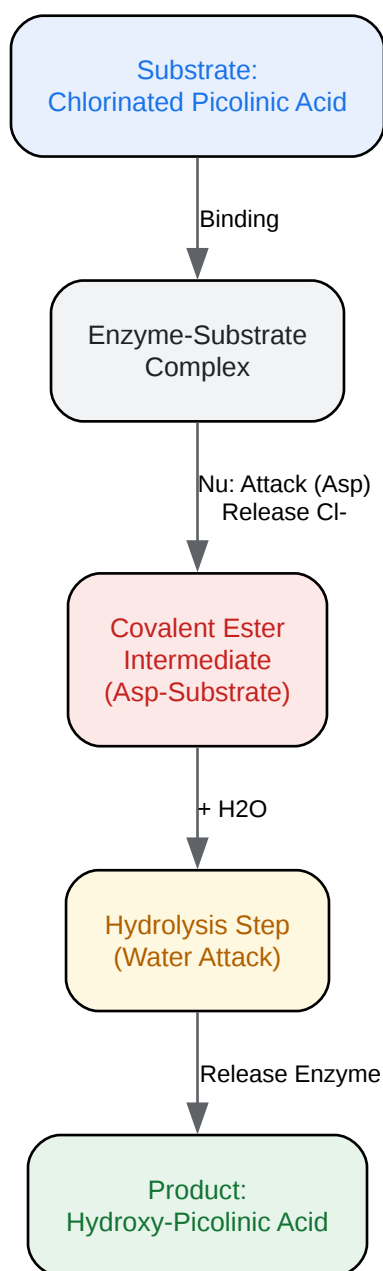 Substrate:
Chlorinated Picolinic Acid
Binding
Enzyme-Substrate
Complex
Nu: Attack (Asp)
Release Cl-
Covalent Ester
Intermediate
(Asp-Substrate)
+ H2O
Hydrolysis Step
(Water Attack)
Release Enzyme
Product:
Hydroxy-Picolinic Acid